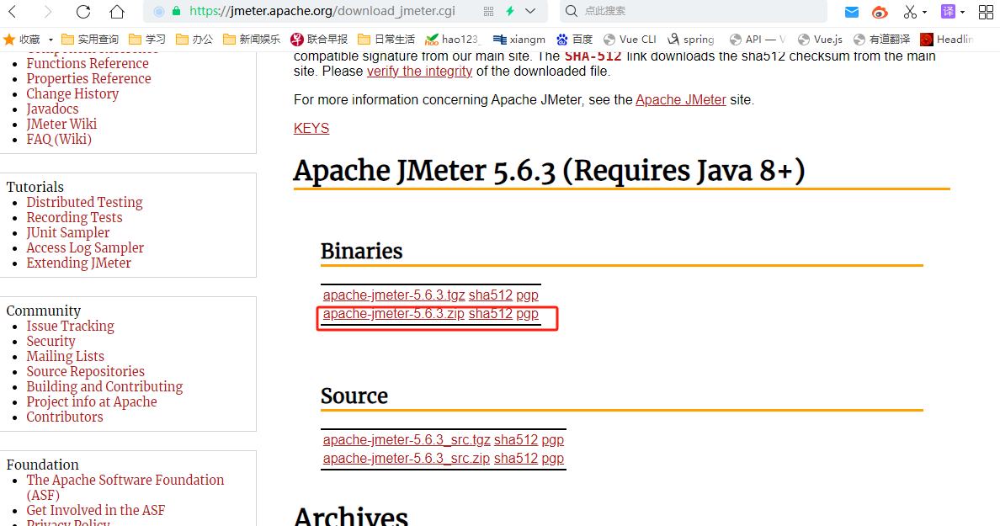 https://jmeter.apache.org/download_jmeter.cgi
点此搜索
译
收藏 实用查询 学习 办公 新闻娱乐 联合早报 日常生活 hao123_ xiangm 百度 Vue CLI spring API — Vue.js 有道翻译 Headlin
Functions Reference
Properties Reference
Change History
Javadocs
JMeter Wiki
FAQ (Wiki)
Tutorials
Distributed Testing
Recording Tests
JUnit Sampler
Access Log Sampler
Extending JMeter
Community
Issue Tracking
Security
Mailing Lists
Source Repositories
Building and Contributing
Project info at Apache
Contributors
Foundation
The Apache Software Foundation
(ASF)
Get Involved in the ASF
Privacy Policy
compatible signature from our main site. The SHA-512 link downloads the sha512 checksum from the main
site. Please verify the integrity of the downloaded file.
For more information concerning Apache JMeter, see the Apache JMeter site.
KEYS
Apache JMeter 5.6.3 (Requires Java 8+)
Binaries
apache-jmeter-5.6.3.tgz sha512 pgp
apache-jmeter-5.6.3.zip sha512 pgp
Source
apache-jmeter-5.6.3_src.tgz sha512 pgp
apache-jmeter-5.6.3_src.zip sha512 pgp
Archives